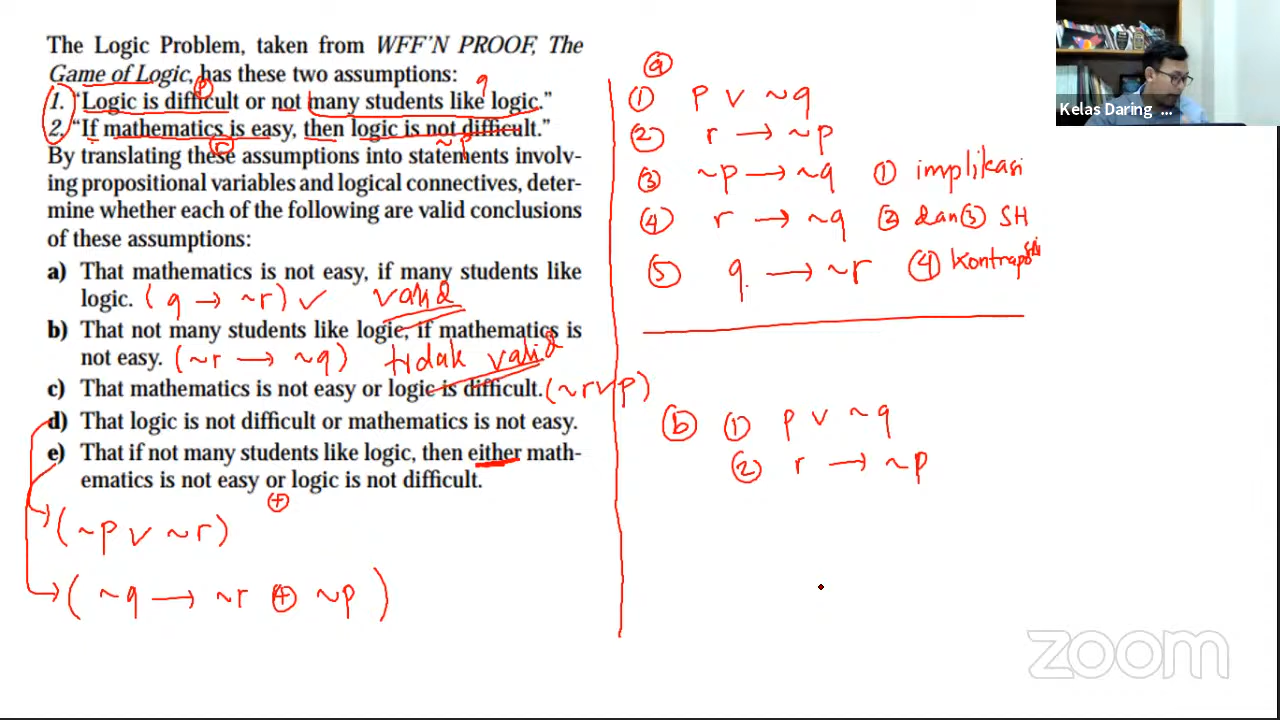 The Logic Problem, taken from WFF'N PROOF, The
Game of Logic, has these two assumptions:
p q
1. "Logic is difficult or not many students like logic."
2. "If mathematics is easy, then logic is not difficult."
r ~p
By translating these assumptions into statements involv-
ing propositional variables and logical connectives, deter-
mine whether each of the following are valid conclusions
of these assumptions:
a) That mathematics is not easy, if many students like
logic. (q → ~r) ✓ valid
b) That not many students like logic, if mathematics is
not easy. (~r → ~q) tidak valid
c) That mathematics is not easy or logic is difficult. (~r ∨ p)
d) That logic is not difficult or mathematics is not easy.
e) That if not many students like logic, then either math-
ematics is not easy or logic is not difficult.
⊕
(~p ∨ ~r)
(~q → ~r ⊕ ~p)
a
① p ∨ ~q
② r → ~p
③ ~p → ~q ① implikasi
④ r → ~q ② dan ③ SH
⑤ q → ~r ④ kontraposisi
b ① p ∨ ~q
② r → ~p
Kelas Daring ...
zoom